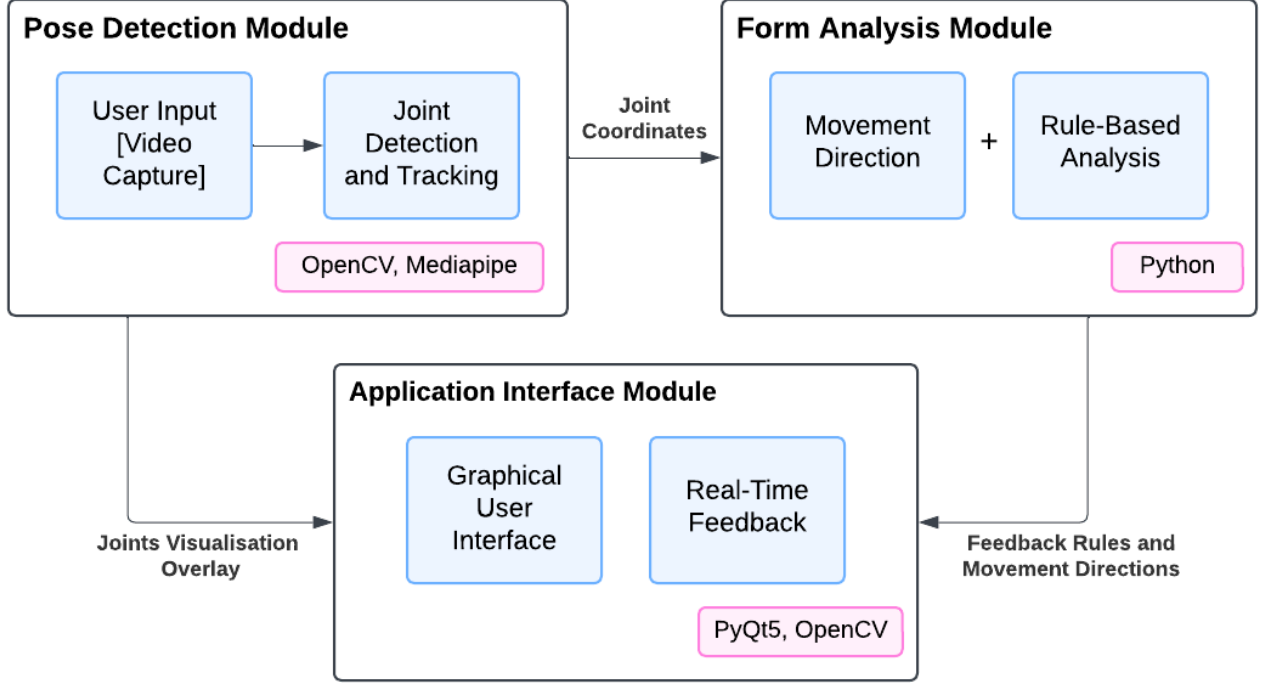 Pose Detection Module
User Input
[Video
Capture]
Joint
Detection
and Tracking
OpenCV, Mediapipe
Joint
Coordinates
Form Analysis Module
Movement
Direction
+
Rule-Based
Analysis
Python
Application Interface Module
Graphical
User
Interface
Real-Time
Feedback
PyQt5, OpenCV
Joints Visualisation
Overlay
Feedback Rules and
Movement Directions